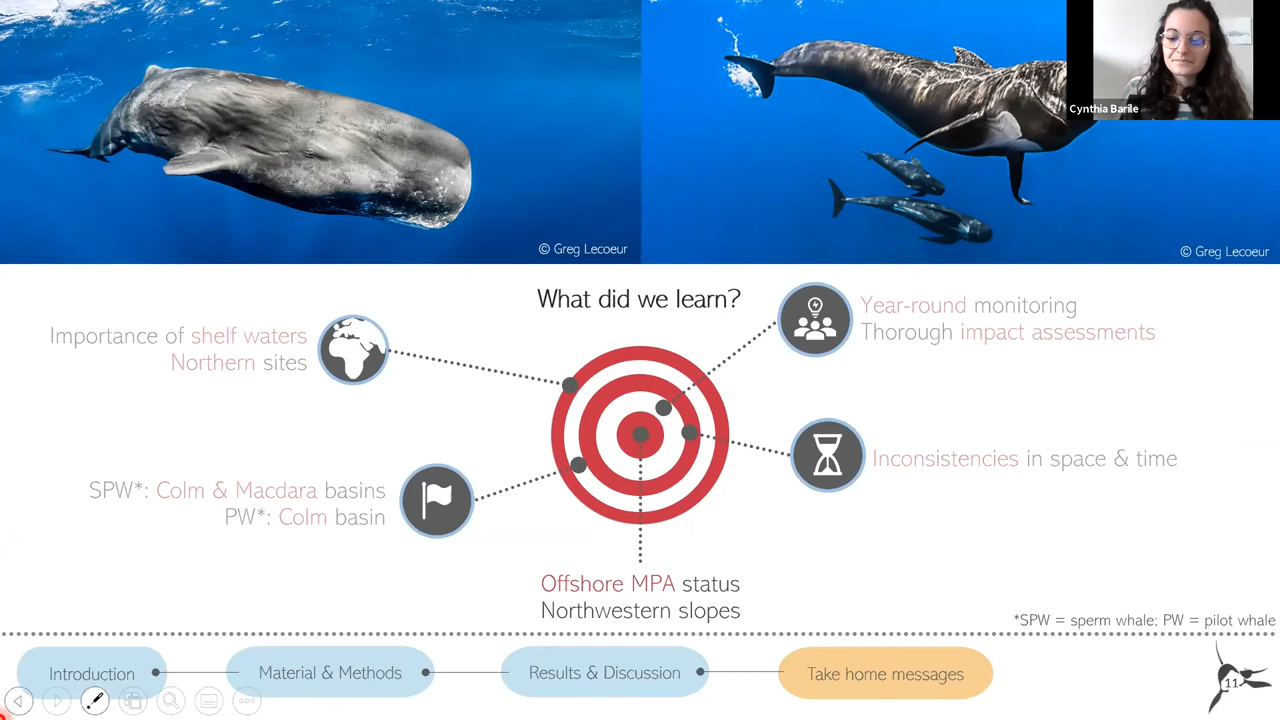 Cynthia Barile
© Greg Lecoeur
© Greg Lecoeur
What did we learn?
Importance of shelf waters
Northern sites
Year-round monitoring
Thorough impact assessments
SPW*: Colm & Macdara basins
PW*: Colm basin
Inconsistencies in space & time
Offshore MPA status
Northwestern slopes
*SPW = sperm whale; PW = pilot whale
Introduction
Material & Methods
Results & Discussion
Take home messages
11